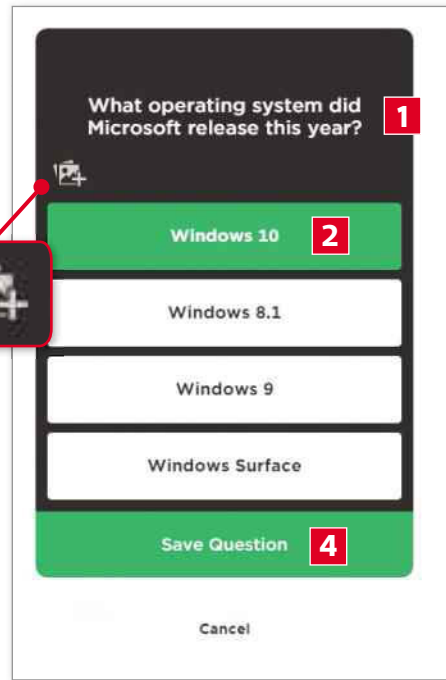 What operating system did
Microsoft release this year?
1
Windows 10
2
Windows 8.1
Windows 9
Windows Surface
Save Question
4
Cancel